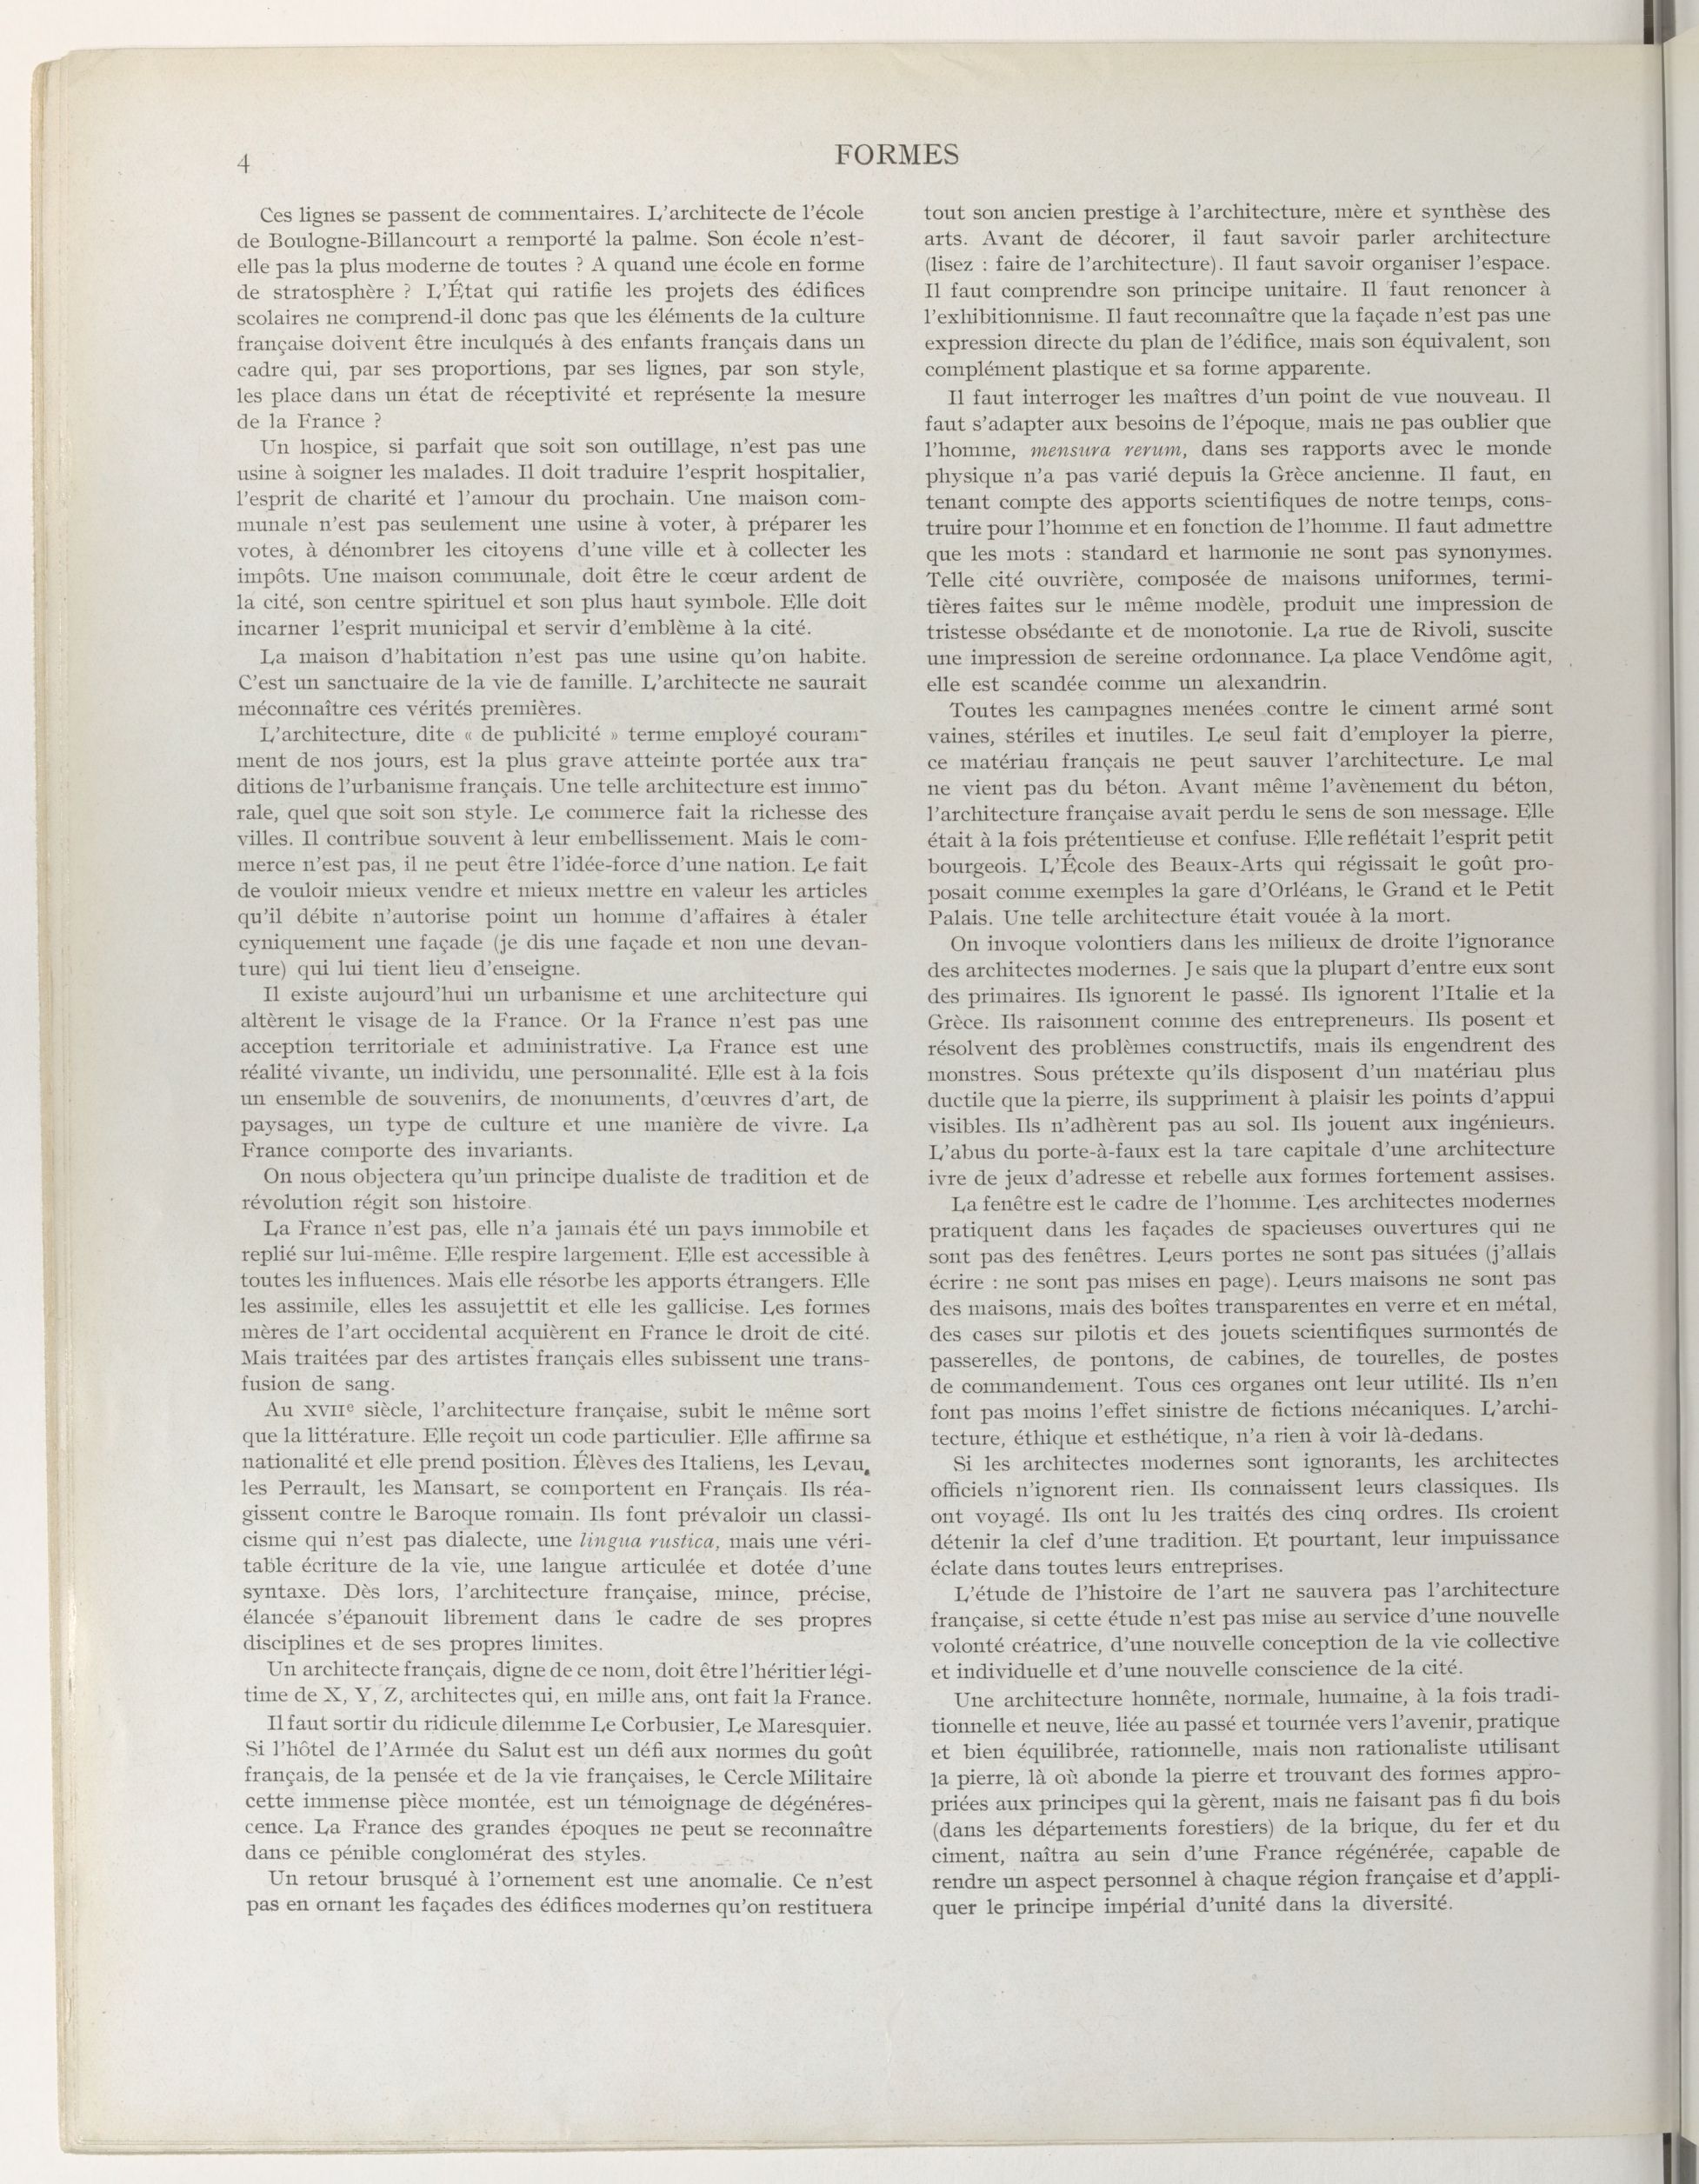 4
FORMES
Ces lignes se passent de commentaires. L'architecte de l'école
de Boulogne-Billancourt a remporté la palme. Son école n'est-
elle pas la plus moderne de toutes ? A quand une école en forme
de stratosphère ? L'État qui ratifie les projets des édifices
scolaires ne comprend-il donc pas que les éléments de la culture
française doivent être inculqués à des enfants français dans un
cadre qui, par ses proportions, par ses lignes, par son style,
les place dans un état de réceptivité et représente la mesure
de la France ?
Un hospice, si parfait que soit son outillage, n'est pas une
usine à soigner les malades. Il doit traduire l'esprit hospitalier,
l'esprit de charité et l'amour du prochain. Une maison com-
munale n'est pas seulement une usine à voter, à préparer les
votes, à dénombrer les citoyens d'une ville et à collecter les
impôts. Une maison communale, doit être le cœur ardent de
la cité, son centre spirituel et son plus haut symbole. Elle doit
incarner l'esprit municipal et servir d'emblème à la cité.
La maison d'habitation n'est pas une usine qu'on habite.
C'est un sanctuaire de la vie de famille. L'architecte ne saurait
méconnaître ces vérités premières.
L'architecture, dite « de publicité » terme employé couram-
ment de nos jours, est la plus grave atteinte portée aux tra-
ditions de l'urbanisme français. Une telle architecture est immo-
rale, quel que soit son style. Le commerce fait la richesse des
villes. Il contribue souvent à leur embellissement. Mais le com-
merce n'est pas, il ne peut être l'idée-force d'une nation. Le fait
de vouloir mieux vendre et mieux mettre en valeur les articles
qu'il débite n'autorise point un homme d'affaires à étaler
cyniquement une façade (je dis une façade et non une devan-
ture) qui lui tient lieu d'enseigne.
Il existe aujourd'hui un urbanisme et une architecture qui
altèrent le visage de la France. Or la France n'est pas une
acception territoriale et administrative. La France est une
réalité vivante, un individu, une personnalité. Elle est à la fois
un ensemble de souvenirs, de monuments, d'œuvres d'art, de
paysages, un type de culture et une manière de vivre. La
France comporte des invariants.
On nous objectera qu'un principe dualiste de tradition et de
révolution régit son histoire.
La France n'est pas, elle n'a jamais été un pays immobile et
replié sur lui-même. Elle respire largement. Elle est accessible à
toutes les influences. Mais elle résorbe les apports étrangers. Elle
les assimile, elles les assujettit et elle les gallicise. Les formes
mères de l'art occidental acquièrent en France le droit de cité.
Mais traitées par des artistes français elles subissent une trans-
fusion de sang.
Au XVIIe siècle, l'architecture française, subit le même sort
que la littérature. Elle reçoit un code particulier. Elle affirme sa
nationalité et elle prend position. Élèves des Italiens, les Levau,
les Perrault, les Mansart, se comportent en Français. Ils réa-
gissent contre le Baroque romain. Ils font prévaloir un classi-
cisme qui n'est pas dialecte, une lingua rustica, mais une véri-
table écriture de la vie, une langue articulée et dotée d'une
syntaxe. Dès lors, l'architecture française, mince, précise,
élancée s'épanouit librement dans le cadre de ses propres
disciplines et de ses propres limites.
Un architecte français, digne de ce nom, doit être l'héritier légi-
time de X, Y, Z, architectes qui, en mille ans, ont fait la France.
Il faut sortir du ridicule dilemme Le Corbusier, Le Maresquier.
Si l'hôtel de l'Armée du Salut est un défi aux normes du goût
français, de la pensée et de la vie françaises, le Cercle Militaire
cette immense pièce montée, est un témoignage de dégénéres-
cence. La France des grandes époques ne peut se reconnaître
dans ce pénible conglomérat des styles.
Un retour brusqué à l'ornement est une anomalie. Ce n'est
pas en ornant les façades des édifices modernes qu'on restituera
tout son ancien prestige à l'architecture, mère et synthèse des
arts. Avant de décorer, il faut savoir parler architecture
(lisez : faire de l'architecture). Il faut savoir organiser l'espace.
Il faut comprendre son principe unitaire. Il faut renoncer à
l'exhibitionnisme. Il faut reconnaître que la façade n'est pas une
expression directe du plan de l'édifice, mais son équivalent, son
complément plastique et sa forme apparente.
Il faut interroger les maîtres d'un point de vue nouveau. Il
faut s'adapter aux besoins de l'époque, mais ne pas oublier que
l'homme, mensura rerum, dans ses rapports avec le monde
physique n'a pas varié depuis la Grèce ancienne. Il faut, en
tenant compte des apports scientifiques de notre temps, cons-
truire pour l'homme et en fonction de l'homme. Il faut admettre
que les mots : standard et harmonie ne sont pas synonymes.
Telle cité ouvrière, composée de maisons uniformes, termi-
tières faites sur le même modèle, produit une impression de
tristesse obsédante et de monotonie. La rue de Rivoli, suscite
une impression de sereine ordonnance. La place Vendôme agit,
elle est scandée comme un alexandrin.
Toutes les campagnes menées contre le ciment armé sont
vaines, stériles et inutiles. Le seul fait d'employer la pierre,
ce matériau français ne peut sauver l'architecture. Le mal
ne vient pas du béton. Avant même l'avènement du béton,
l'architecture française avait perdu le sens de son message. Elle
était à la fois prétentieuse et confuse. Elle reflétait l'esprit petit
bourgeois. L'École des Beaux-Arts qui régissait le goût pro-
posait comme exemples la gare d'Orléans, le Grand et le Petit
Palais. Une telle architecture était vouée à la mort.
On invoque volontiers dans les milieux de droite l'ignorance
des architectes modernes. Je sais que la plupart d'entre eux sont
des primaires. Ils ignorent le passé. Ils ignorent l'Italie et la
Grèce. Ils raisonnent comme des entrepreneurs. Ils posent et
résolvent des problèmes constructifs, mais ils engendrent des
monstres. Sous prétexte qu'ils disposent d'un matériau plus
ductile que la pierre, ils suppriment à plaisir les points d'appui
visibles. Ils n'adhèrent pas au sol. Ils jouent aux ingénieurs.
L'abus du porte-à-faux est la tare capitale d'une architecture
ivre de jeux d'adresse et rebelle aux formes fortement assises.
La fenêtre est le cadre de l'homme. Les architectes modernes
pratiquent dans les façades de spacieuses ouvertures qui ne
sont pas des fenêtres. Leurs portes ne sont pas situées (j'allais
écrire : ne sont pas mises en page). Leurs maisons ne sont pas
des maisons, mais des boîtes transparentes en verre et en métal,
des cases sur pilotis et des jouets scientifiques surmontés de
passerelles, de pontons, de cabines, de tourelles, de postes
de commandement. Tous ces organes ont leur utilité. Ils n'en
font pas moins l'effet sinistre de fictions mécaniques. L'archi-
tecture, éthique et esthétique, n'a rien à voir là-dedans.
Si les architectes modernes sont ignorants, les architectes
officiels n'ignorent rien. Ils connaissent leurs classiques. Ils
ont voyagé. Ils ont lu les traités des cinq ordres. Ils croient
détenir la clef d'une tradition. Et pourtant, leur impuissance
éclate dans toutes leurs entreprises.
L'étude de l'histoire de l'art ne sauvera pas l'architecture
française, si cette étude n'est pas mise au service d'une nouvelle
volonté créatrice, d'une nouvelle conception de la vie collective
et individuelle et d'une nouvelle conscience de la cité.
Une architecture honnête, normale, humaine, à la fois tradi-
tionnelle et neuve, liée au passé et tournée vers l'avenir, pratique
et bien équilibrée, rationnelle, mais non rationaliste utilisant
la pierre, là où abonde la pierre et trouvant des formes appro-
priées aux principes qui la gèrent, mais ne faisant pas fi du bois
(dans les départements forestiers) de la brique, du fer et du
ciment, naîtra au sein d'une France régénérée, capable de
rendre un aspect personnel à chaque région française et d'appli-
quer le principe impérial d'unité dans la diversité.